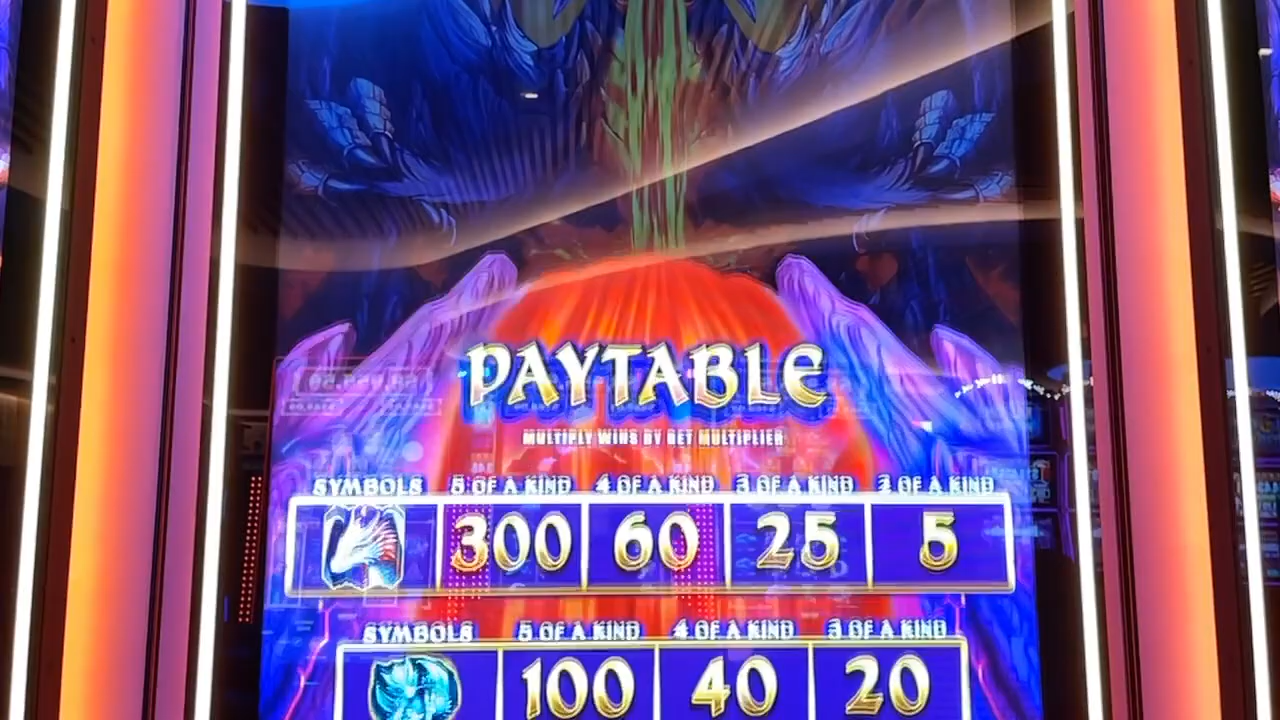 PAYTABLE
MULTIPLY WINS BY BET MULTIPLIER
SYMBOLS 5 OF A KIND 4 OF A KIND 3 OF A KIND 2 OF A KIND
300 60 25 5
SYMBOLS 5 OF A KIND 4 OF A KIND 3 OF A KIND
100 40 20